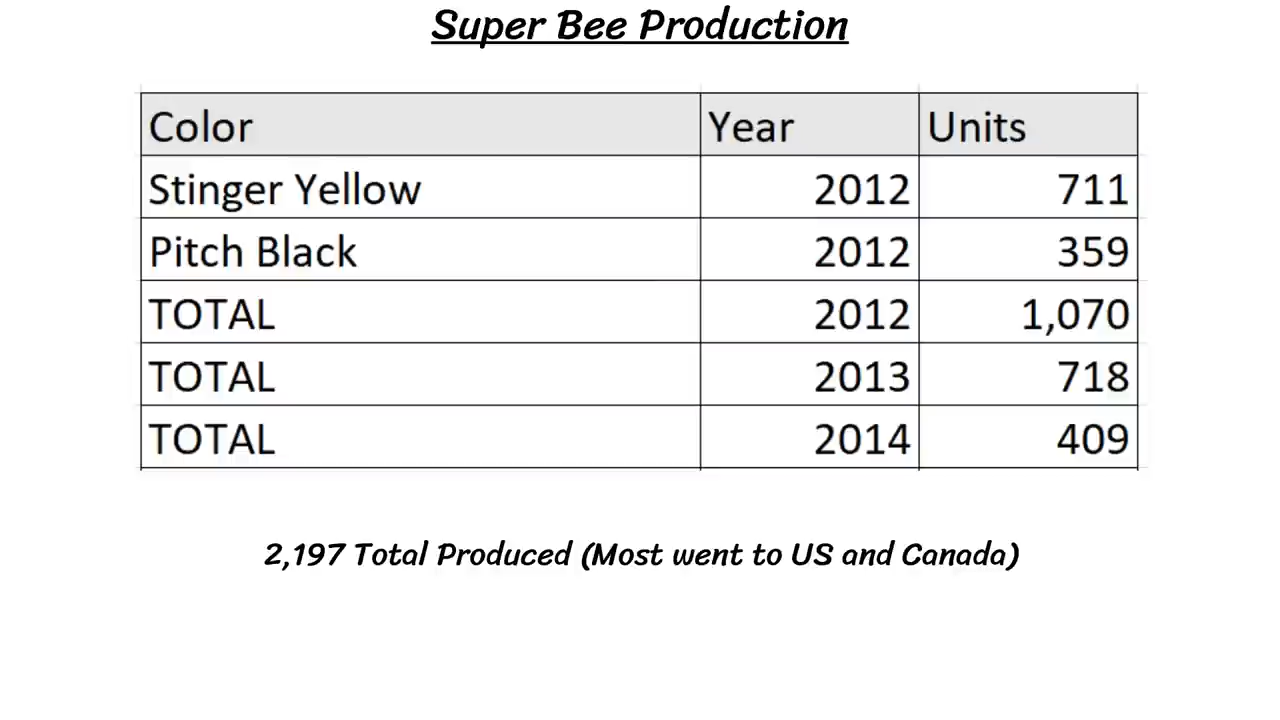 Super Bee Production
Color Year Units
Stinger Yellow 2012 711
Pitch Black 2012 359
TOTAL 2012 1,070
TOTAL 2013 718
TOTAL 2014 409
2,197 Total Produced (Most went to US and Canada)